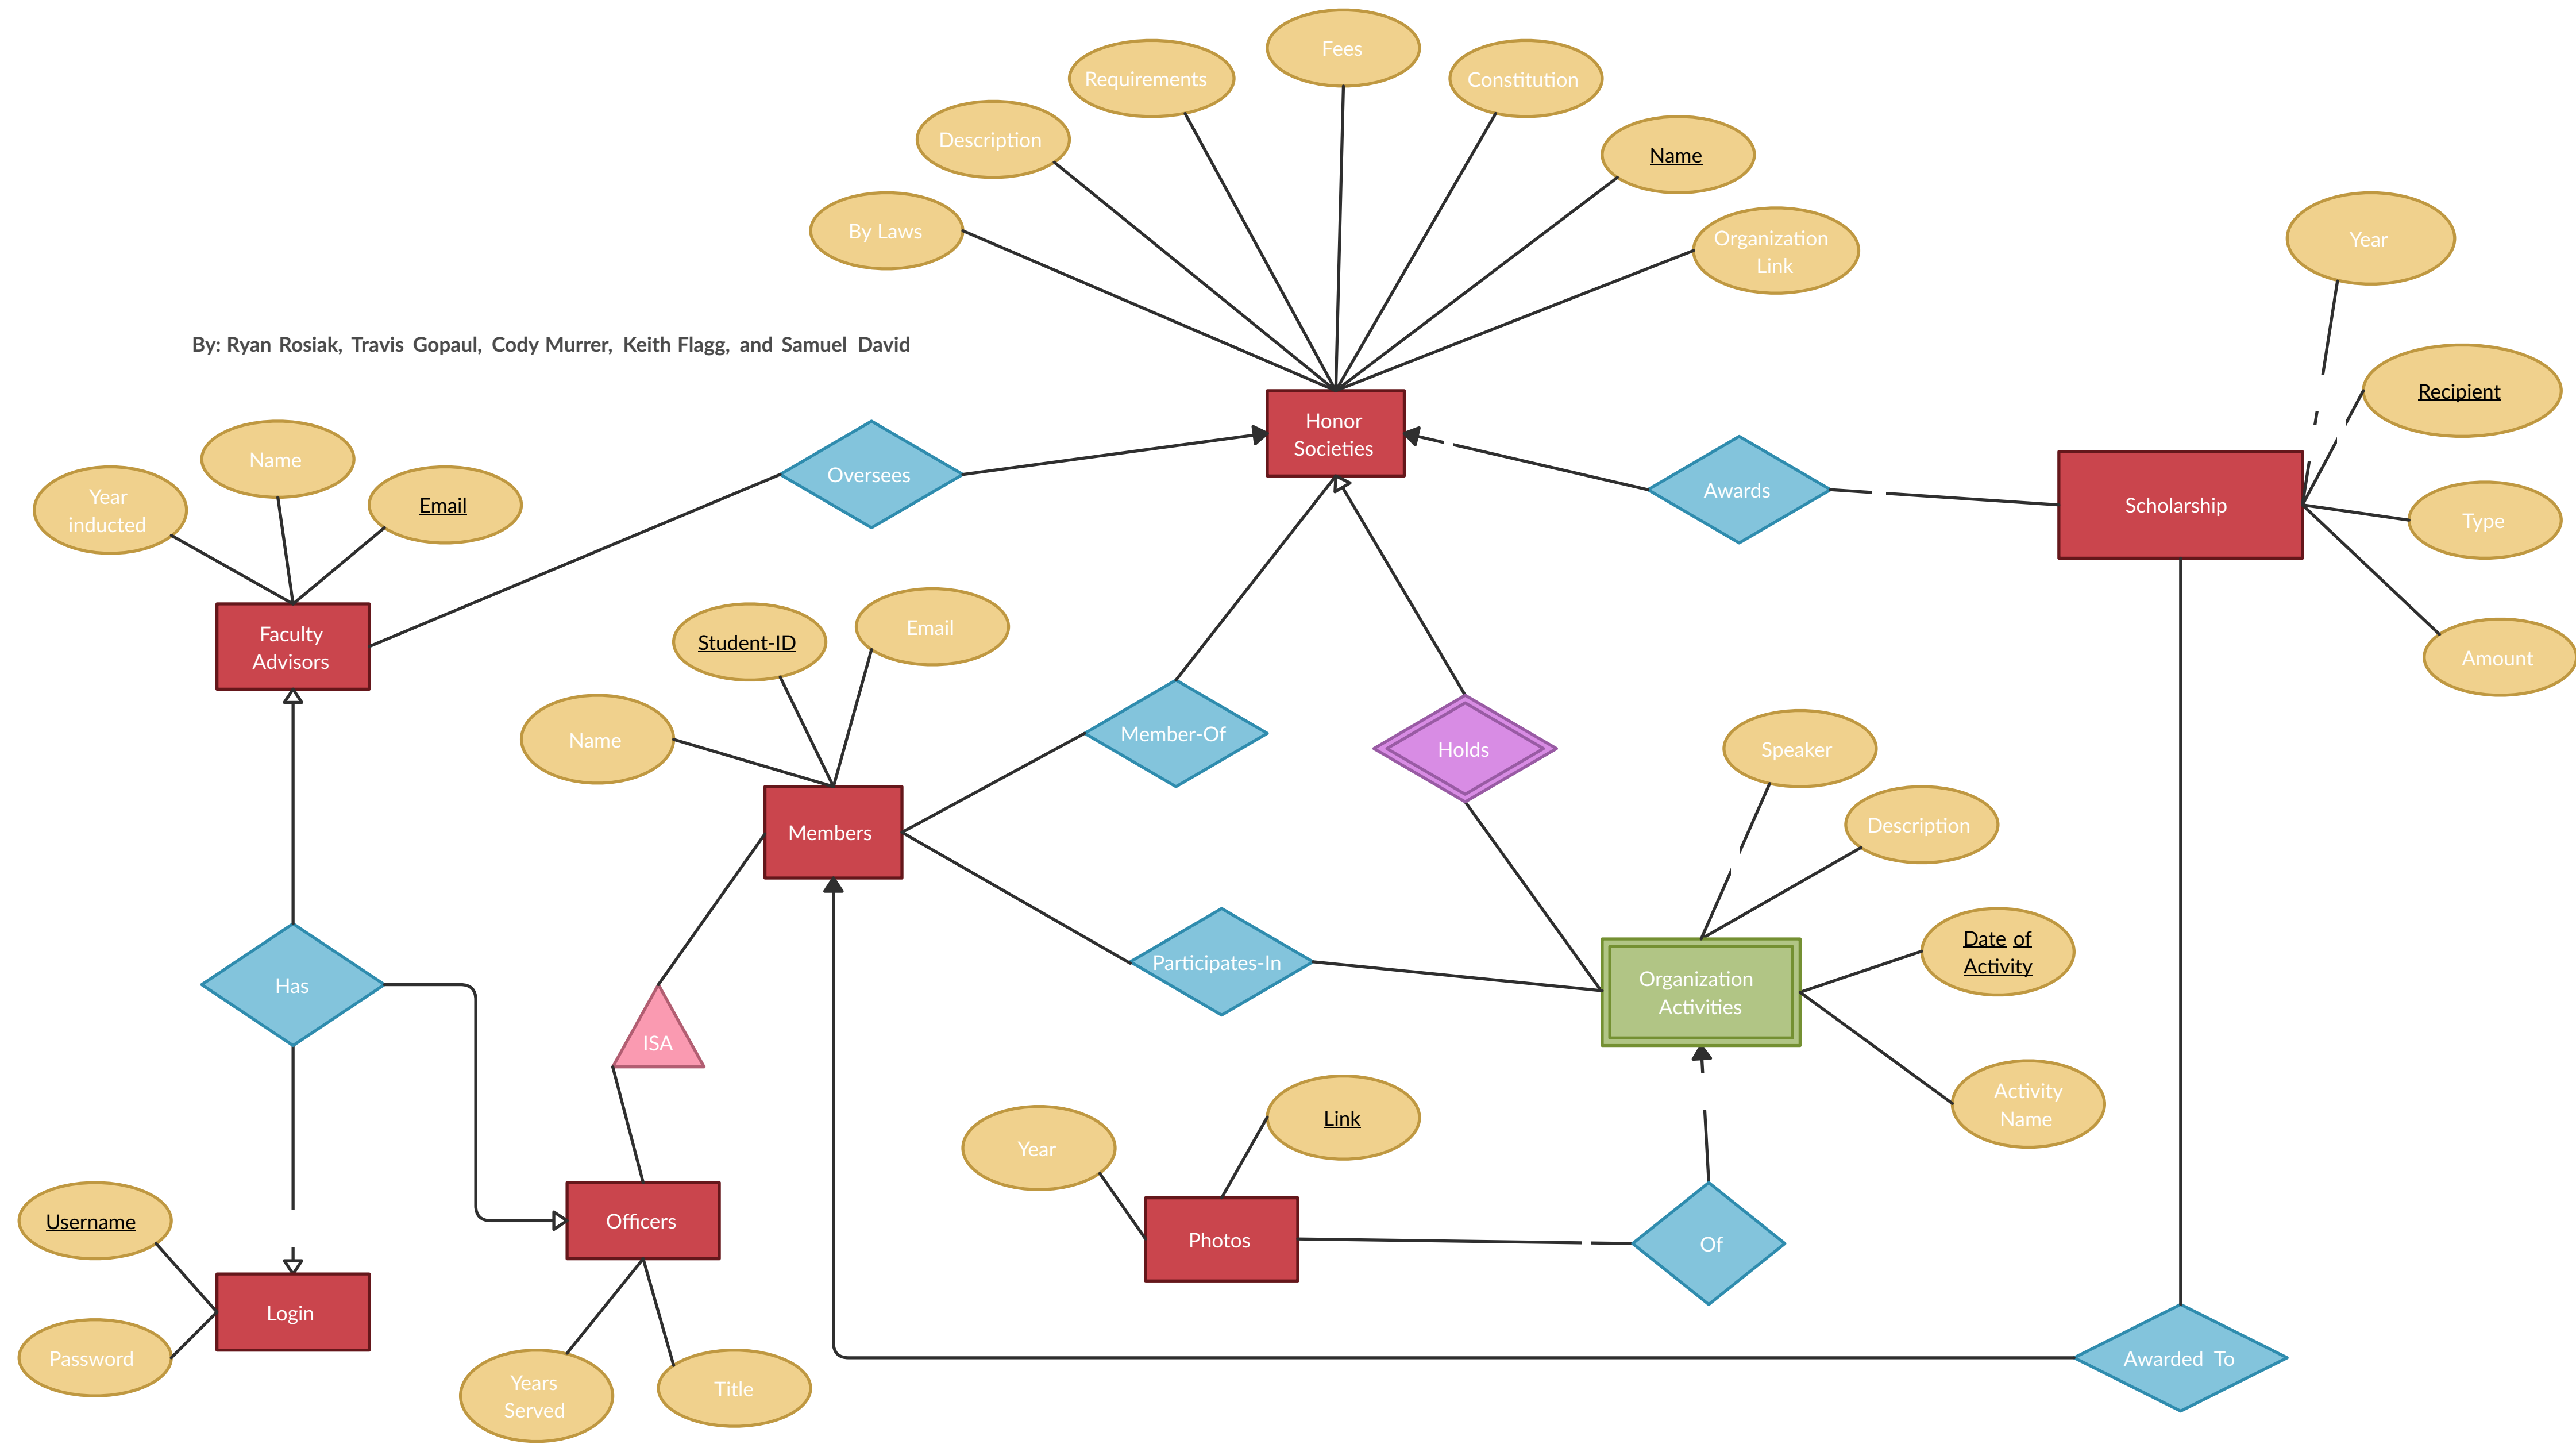 Fees
Requirements
Constitution
Description
Name
By Laws
Organization
Link
Year
By: Ryan Rosiak, Travis Gopaul, Cody Murrer, Keith Flagg, and Samuel David
Recipient
Honor
Societies
Name
Year
inducted
Email
Oversees
Awards
Scholarship
Type
Faculty
Advisors
Student-ID
Email
Amount
Name
Member-Of
Holds
Speaker
Members
Description
Date of
Activity
Participates-In
Organization
Activities
Has
ISA
Activity
Name
Link
Year
Username
Officers
Photos
Of
Login
Password
Years
Served
Title
Awarded To